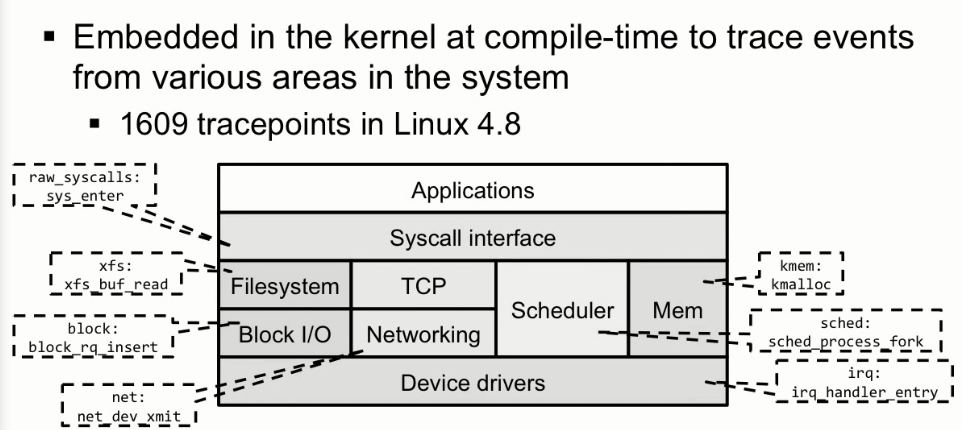 Embedded in the kernel at compile-time to trace events
from various areas in the system
1609 tracepoints in Linux 4.8
raw_syscalls:
sys_enter
Applications
Syscall interface
xfs:
xfs_buf_read
Filesystem
TCP
Scheduler
Mem
kmem:
kmalloc
block:
block_rq_insert
Block I/O
Networking
sched:
sched_process_fork
Device drivers
net:
net_dev_xmit
irq:
irq_handler_entry